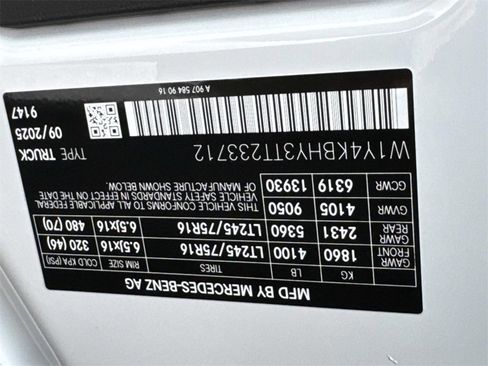 MFD BY MERCEDES-BENZ AG
KG LB TIRES RIM SIZE COLD KPA (PSI)
GAWR FRONT 1860 4100 LT245/75R16 6.5Jx16 320 (46)
GAWR REAR 2431 5360 LT245/75R16 6.5Jx16 480 (70)
GVWR 4105 9050 THIS VEHICLE CONFORMS TO ALL APPLICABLE FEDERAL MOTOR
VEHICLE SAFETY STANDARDS IN EFFECT ON THE DATE
GCWR 6319 13930 OF MANUFACTURE SHOWN BELOW.
W1Y4KBHY3TT233712 TYPE: TRUCK
09/2025
9147
A 907 584 90 16